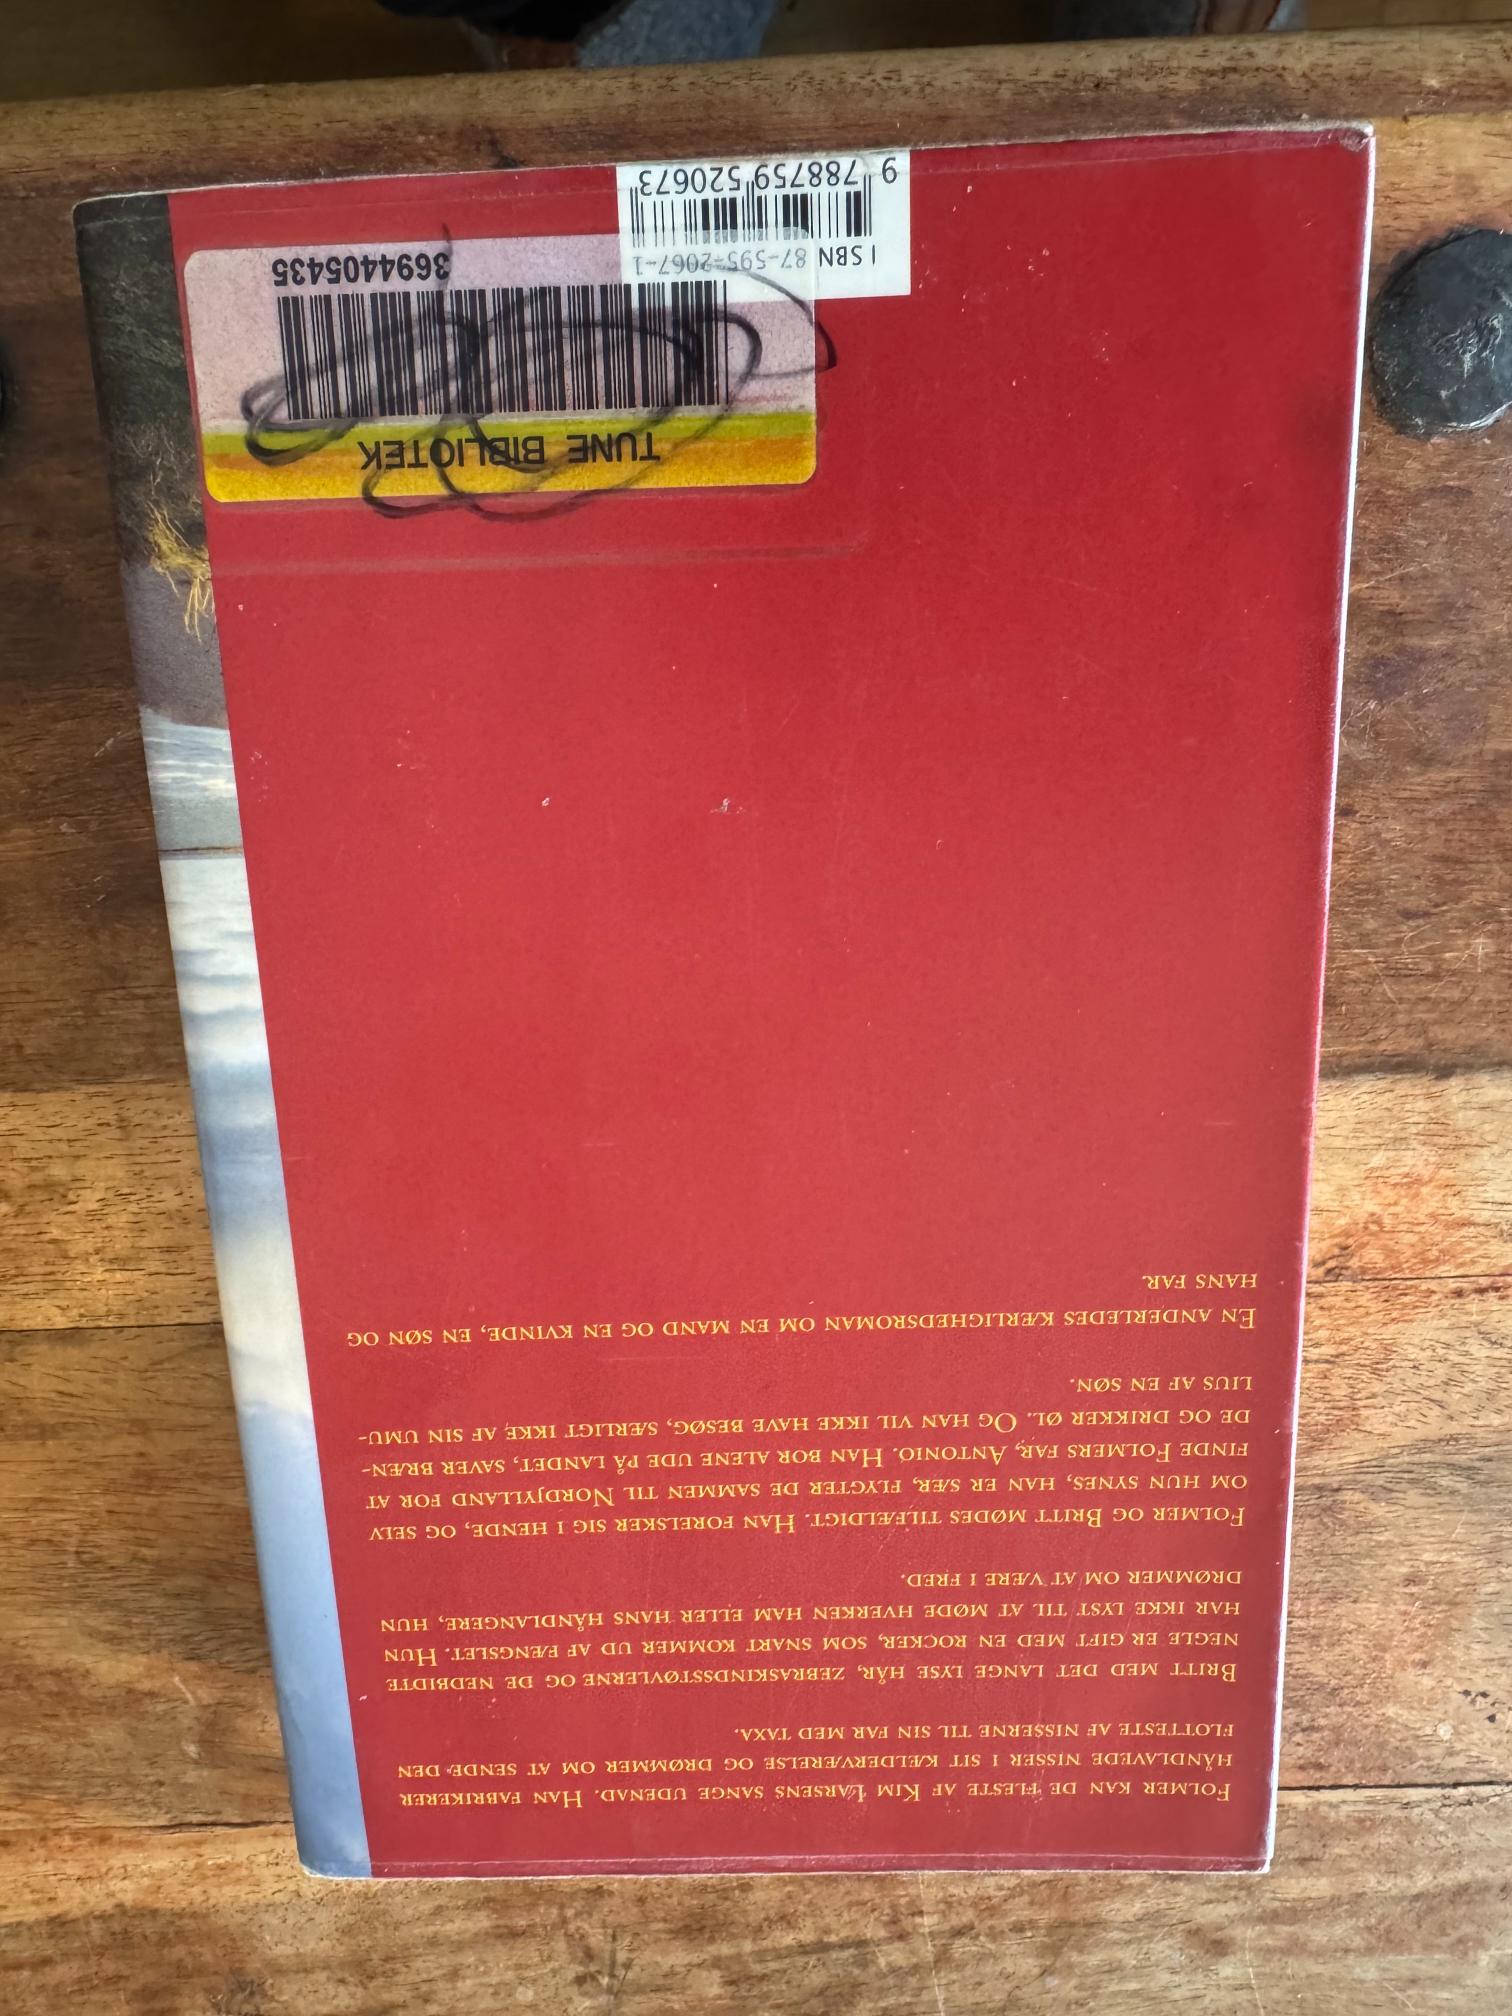 FOLMER KAN DE FLESTE AF KIM LARSENS SANGE UDENAD. HAN FABRIKERER
HÅNDLAVEDE NISSER I SIT KÆLDERVÆRELSE OG DRØMMER OM AT SENDE DEN
FLOTTESTE AF NISSERNE TIL SIN FAR MED TAXA.
BRITT MED DET LANGE LYSE HÅR, ZEBRASKINDSSTØVLERNE OG DE NEDBIDTE
NEGLE ER GIFT MED EN ROCKER, SOM SNART KOMMER UD AF FÆNGSLET. HUN
HAR IKKE LYST TIL AT MØDE HVERKEN HAM ELLER HANS HÅNDLANGERE, HUN
DRØMMER OM AT VÆRE I FRED.
FOLMER OG BRITT MØDES TILFÆLDIGT. HAN FORELSKER SIG I HENDE, OG SELV
OM HUN SYNES, HAN ER SÆR, FLYGTER DE SAMMEN TIL NORDJYLLAND FOR AT
FINDE FOLMERS FAR, ANTONIO. HAN BOR ALENE UDE PÅ LANDET, SAVER BRÆN-
DE OG DRIKKER ØL. OG HAN VIL IKKE HAVE BESØG, SÆRLIGT IKKE AF SIN UMU-
LIUS AF EN SØN.
EN ANDERLEDES KÆRLIGHEDSROMAN OM EN MAND OG EN KVINDE, EN SØN OG
HANS FAR.
TUNE BIBLIOTEK
3694405435
ISBN 87-595-2067-1
9 788759 520673